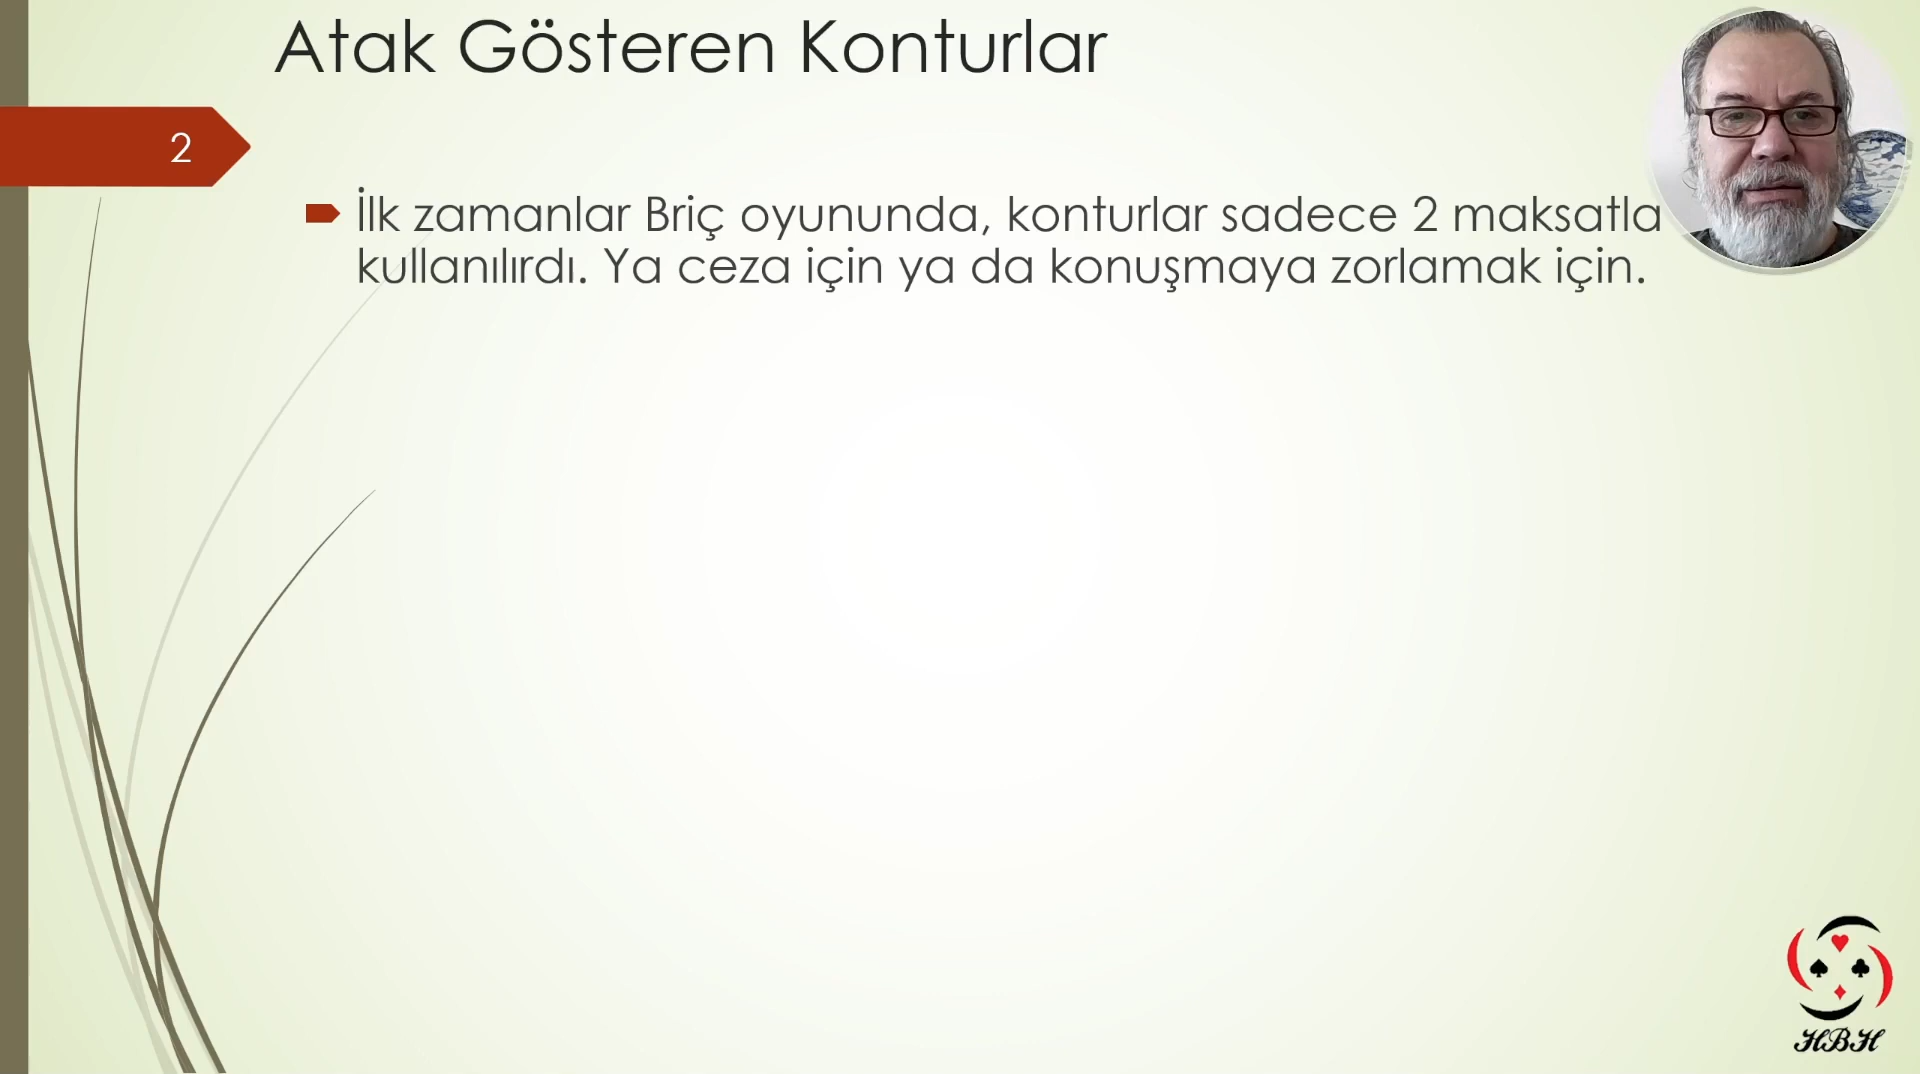 Atak Gösteren Konturlar
2
İlk zamanlar Briç oyununda, konturlar sadece 2 maksatla
kullanılırdı. Ya ceza için ya da konuşmaya zorlamak için.
HBH